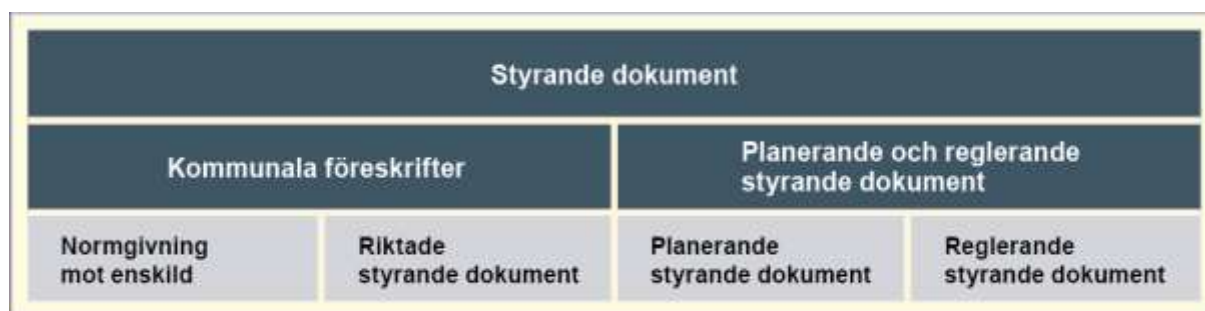 Styrande dokument
Kommunala föreskrifter
Planerande och reglerande
styrande dokument
Normgivning
mot enskild
Riktade
styrande dokument
Planerande
styrande dokument
Reglerande
styrande dokument